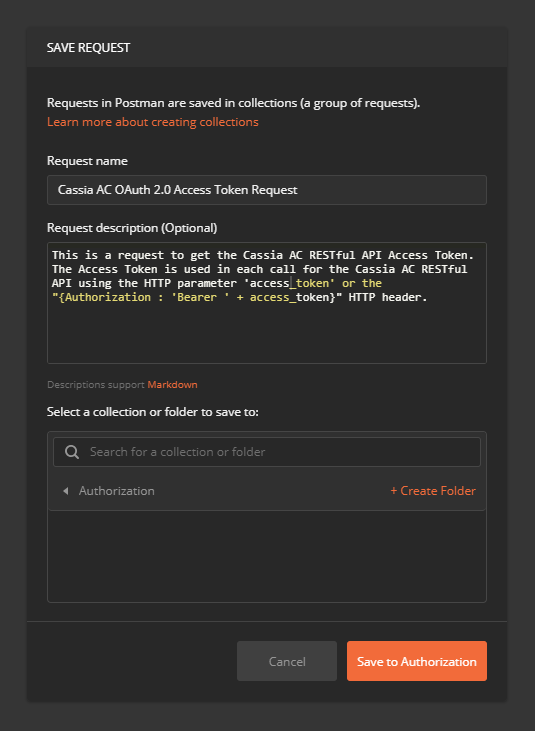 SAVE REQUEST
Requests in Postman are saved in collections (a group of requests).
Learn more about creating collections
Request name
Cassia AC OAuth 2.0 Access Token Request
Request description (Optional)
This is a request to get the Cassia AC RESTful API Access Token.
The Access Token is used in each call for the Cassia AC RESTful
API using the HTTP parameter 'access_token' or the
"{Authorization : 'Bearer ' + access_token}" HTTP header.
Descriptions support Markdown
Select a collection or folder to save to:
Search for a collection or folder
Authorization + Create Folder
Cancel Save to Authorization